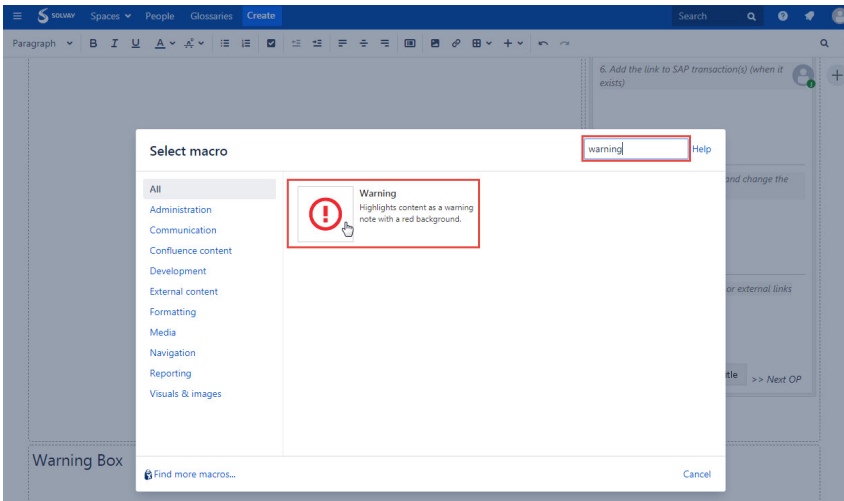 SOLVAY Spaces People Glossaries Create Search
Paragraph B I U A
6. Add the link to SAP transaction(s) (when it
exists)
Select macro
warning
Help
All
Administration
Communication
Confluence content
Development
External content
Formatting
Media
Navigation
Reporting
Visuals & images
Warning
Highlights content as a warning
note with a red background.
and change the
or external links
>> Next OP
Warning Box
Find more macros...
Cancel